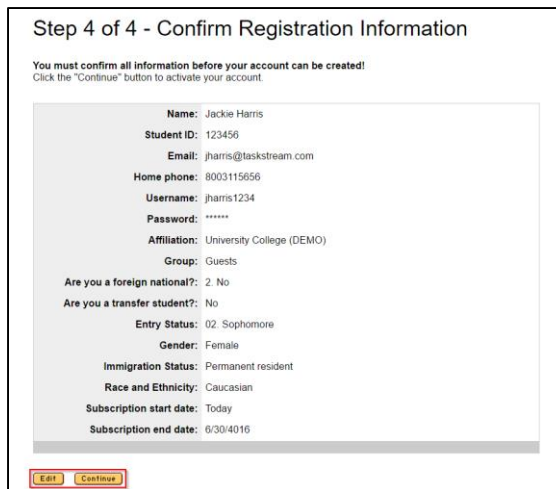 Step 4 of 4 - Confirm Registration Information
You must confirm all information before your account can be created!
Click the "Continue" button to activate your account.
Name: Jackie Harris
Student ID: 123456
Email: jharris@taskstream.com
Home phone: 8003115656
Username: jharris1234
Password: ******
Affiliation: University College (DEMO)
Group: Guests
Are you a foreign national?: 2. No
Are you a transfer student?: No
Entry Status: 02. Sophomore
Gender: Female
Immigration Status: Permanent resident
Race and Ethnicity: Caucasian
Subscription start date: Today
Subscription end date: 6/30/4016
Edit Continue